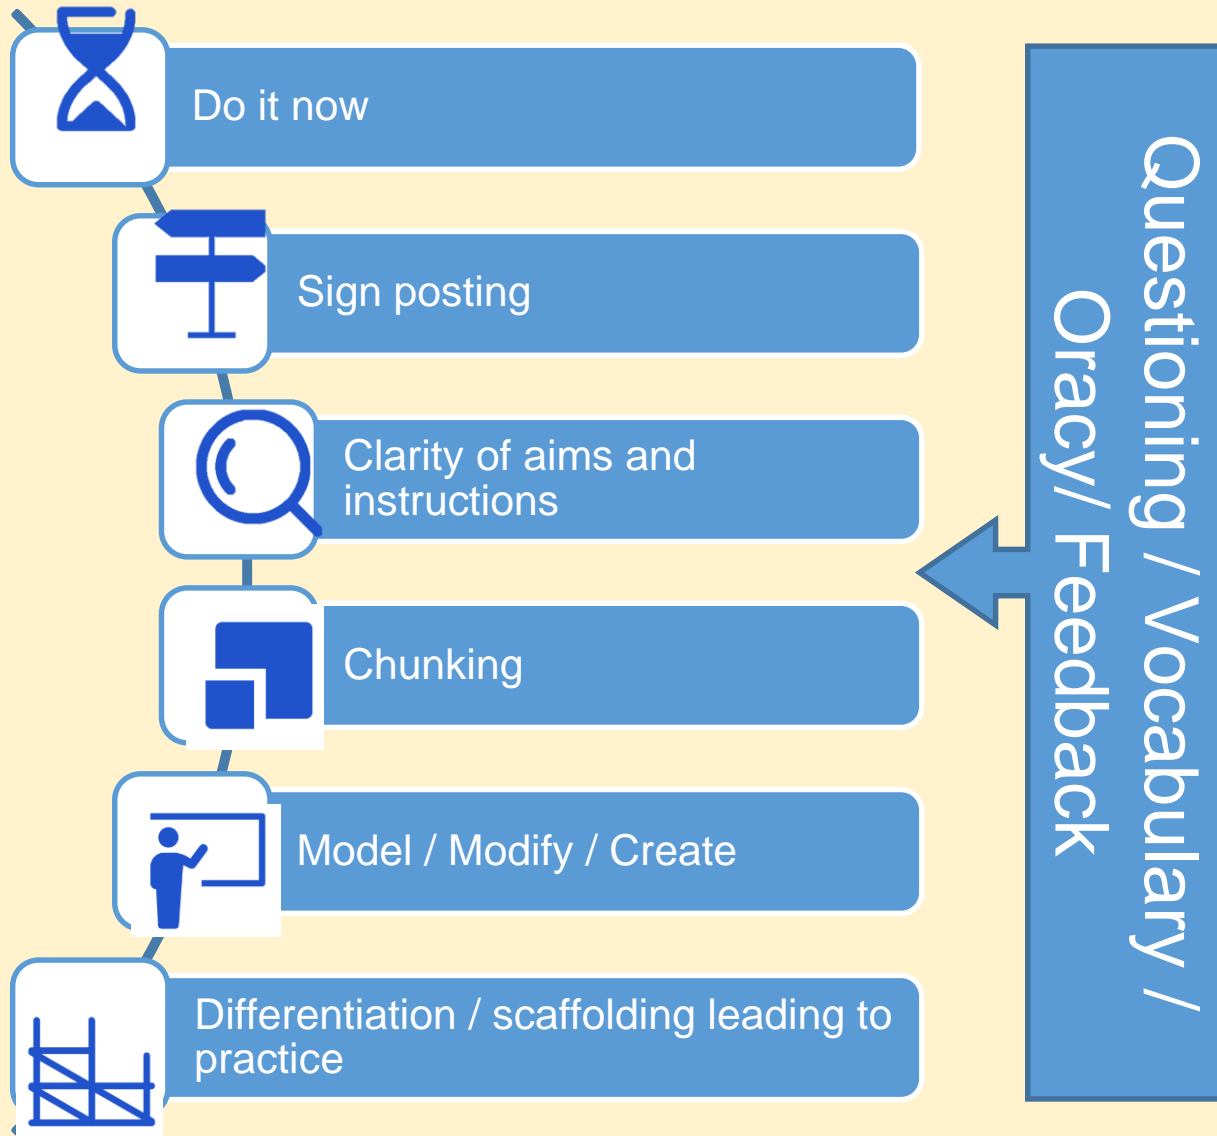 Do it now
Sign posting
Clarity of aims and
instructions
Chunking
Model / Modify / Create
Differentiation / scaffolding leading to
practice
Questioning / Vocabulary /
Oracy/ Feedback